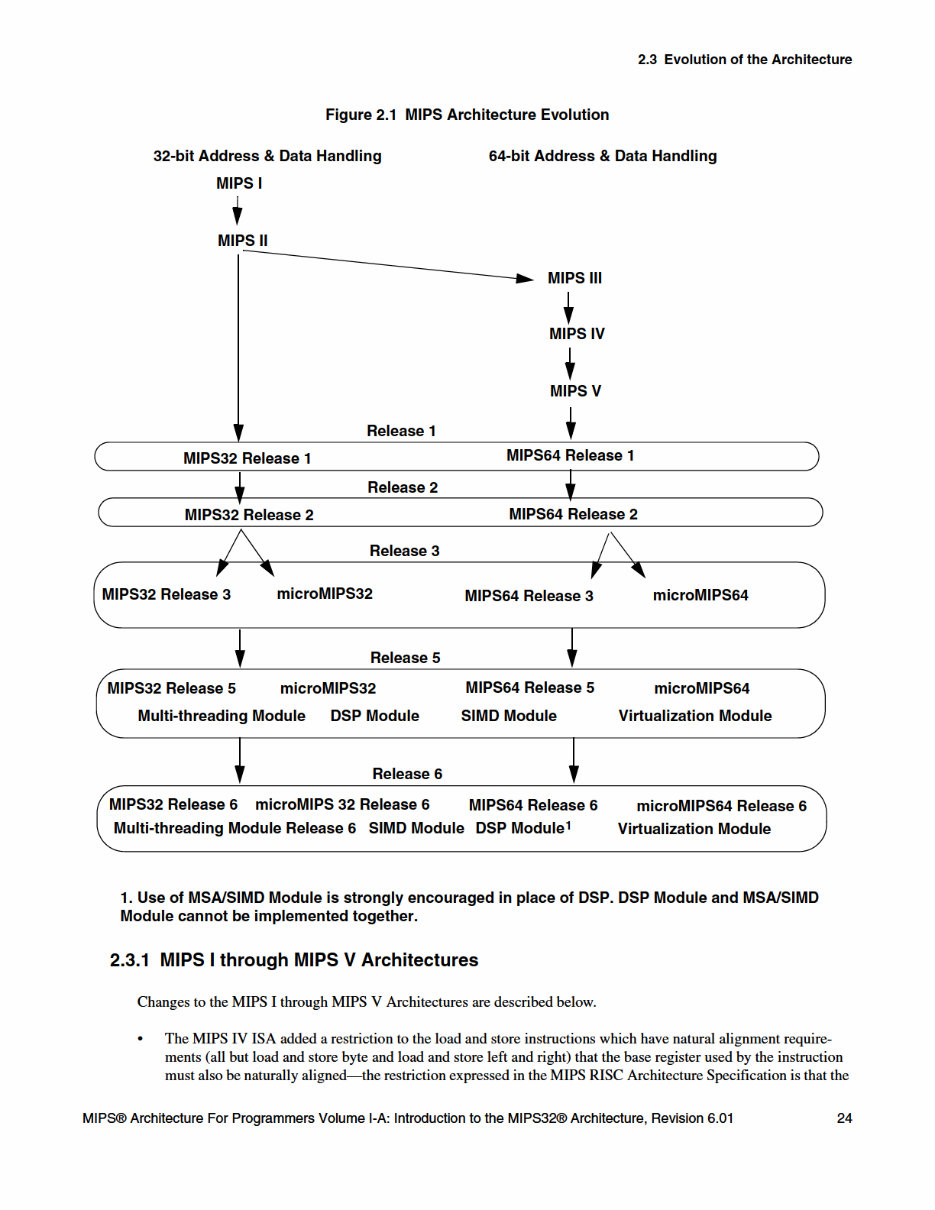 2.3 Evolution of the Architecture
Figure 2.1 MIPS Architecture Evolution
32-bit Address & Data Handling 64-bit Address & Data Handling
MIPS I
MIPS II
MIPS III
MIPS IV
MIPS V
Release 1
MIPS32 Release 1 MIPS64 Release 1
Release 2
MIPS32 Release 2 MIPS64 Release 2
Release 3
MIPS32 Release 3 microMIPS32 MIPS64 Release 3 microMIPS64
Release 5
MIPS32 Release 5 microMIPS32 MIPS64 Release 5 microMIPS64
Multi-threading Module DSP Module SIMD Module Virtualization Module
Release 6
MIPS32 Release 6 microMIPS 32 Release 6 MIPS64 Release 6 microMIPS64 Release 6
Multi-threading Module Release 6 SIMD Module DSP Module1 Virtualization Module
1. Use of MSA/SIMD Module is strongly encouraged in place of DSP. DSP Module and MSA/SIMD
Module cannot be implemented together.
2.3.1 MIPS I through MIPS V Architectures
Changes to the MIPS I through MIPS V Architectures are described below.
• The MIPS IV ISA added a restriction to the load and store instructions which have natural alignment require-
ments (all but load and store byte and load and store left and right) that the base register used by the instruction
must also be naturally aligned—the restriction expressed in the MIPS RISC Architecture Specification is that the
MIPS® Architecture For Programmers Volume I-A: Introduction to the MIPS32® Architecture, Revision 6.01 24